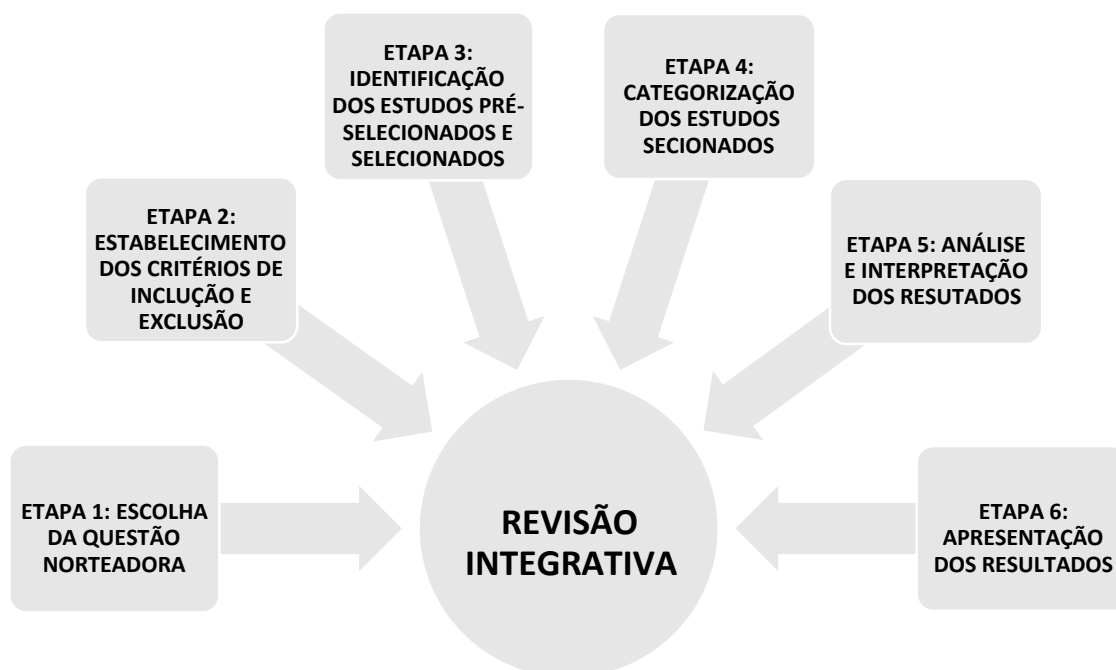 ETAPA 1: ESCOLHA
DA QUESTÃO
NORTEADORA
ETAPA 2:
ESTABELECIMENTO
DOS CRITÉRIOS DE
INCLUÇÃO E
EXCLUSÃO
ETAPA 3:
IDENTIFICAÇÃO
DOS ESTUDOS PRÉ-
SELECIONADOS E
SELECIONADOS
ETAPA 4:
CATEGORIZAÇÃO
DOS ESTUDOS
SECIONADOS
ETAPA 5: ANÁLISE
E INTERPRETAÇÃO
DOS RESUTADOS
ETAPA 6:
APRESENTAÇÃO
DOS RESULTADOS
REVISÃO
INTEGRATIVA